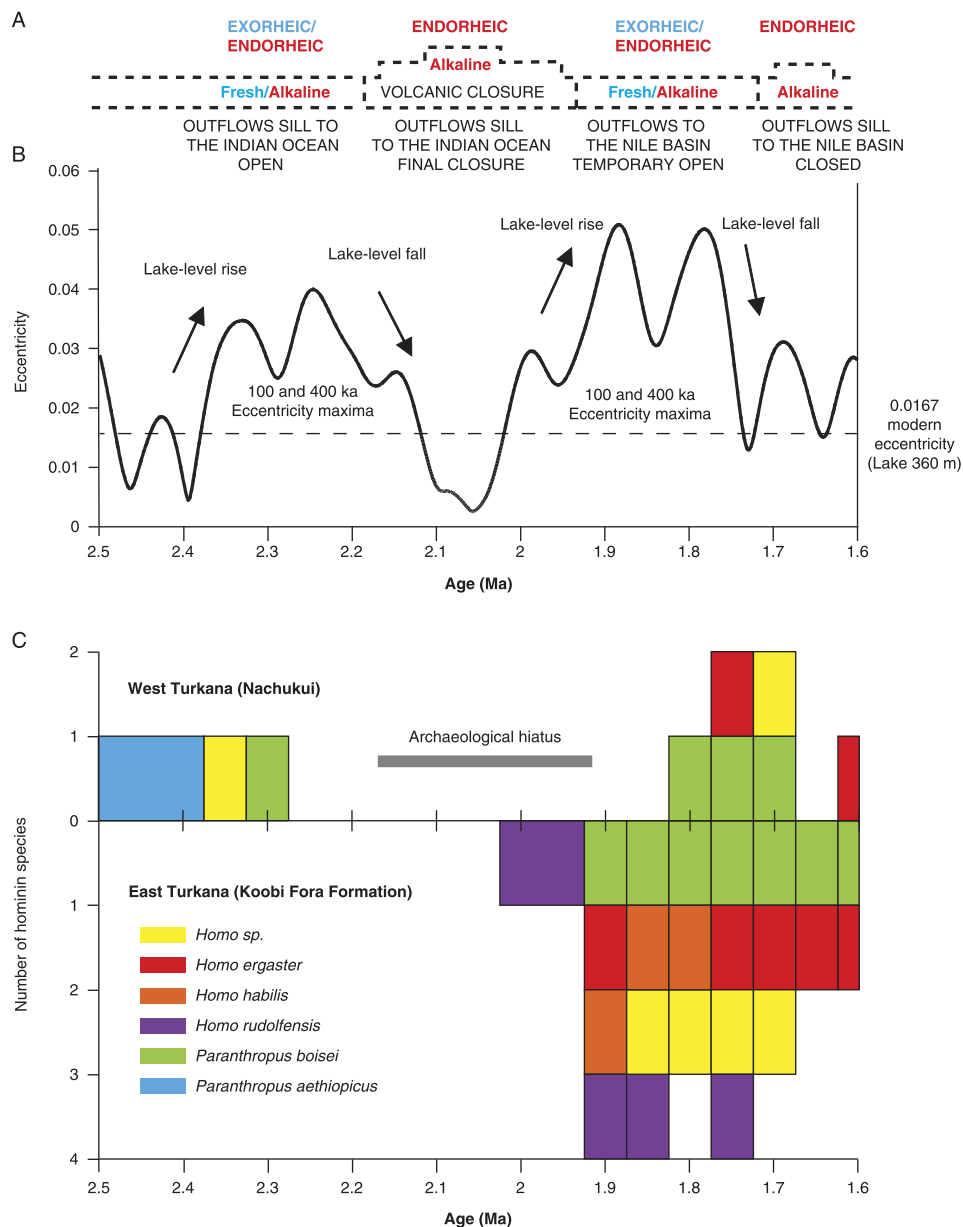 A
EXORHEIC/
ENDORHEIC
ENDORHEIC
EXORHEIC/
ENDORHEIC
ENDORHEIC
Fresh/Alkaline
Alkaline
VOLCANIC CLOSURE
Fresh/Alkaline
Alkaline
OUTFLOWS SILL TO
THE INDIAN OCEAN
OPEN
OUTFLOWS SILL
TO THE INDIAN OCEAN
FINAL CLOSURE
OUTFLOWS TO
THE NILE BASIN
TEMPORARY OPEN
OUTFLOWS SILL
TO THE NILE BASIN
CLOSED
B
0.06
0.05
0.04
0.03
0.02
0.01
0
Eccentricity
Lake-level rise
Lake-level fall
Lake-level rise
Lake-level fall
100 and 400 ka
Eccentricity maxima
100 and 400 ka
Eccentricity maxima
0.0167
modern
eccentricity
(Lake 360 m)
2.5 2.4 2.3 2.2 2.1 2 1.9 1.8 1.7 1.6
Age (Ma)
C
2
1
0
1
2
3
4
Number of hominin species
West Turkana (Nachukui)
Archaeological hiatus
East Turkana (Koobi Fora Formation)
Homo sp.
Homo ergaster
Homo habilis
Homo rudolfensis
Paranthropus boisei
Paranthropus aethiopicus
2.5 2.4 2.3 2.2 2.1 2 1.9 1.8 1.7 1.6
Age (Ma)